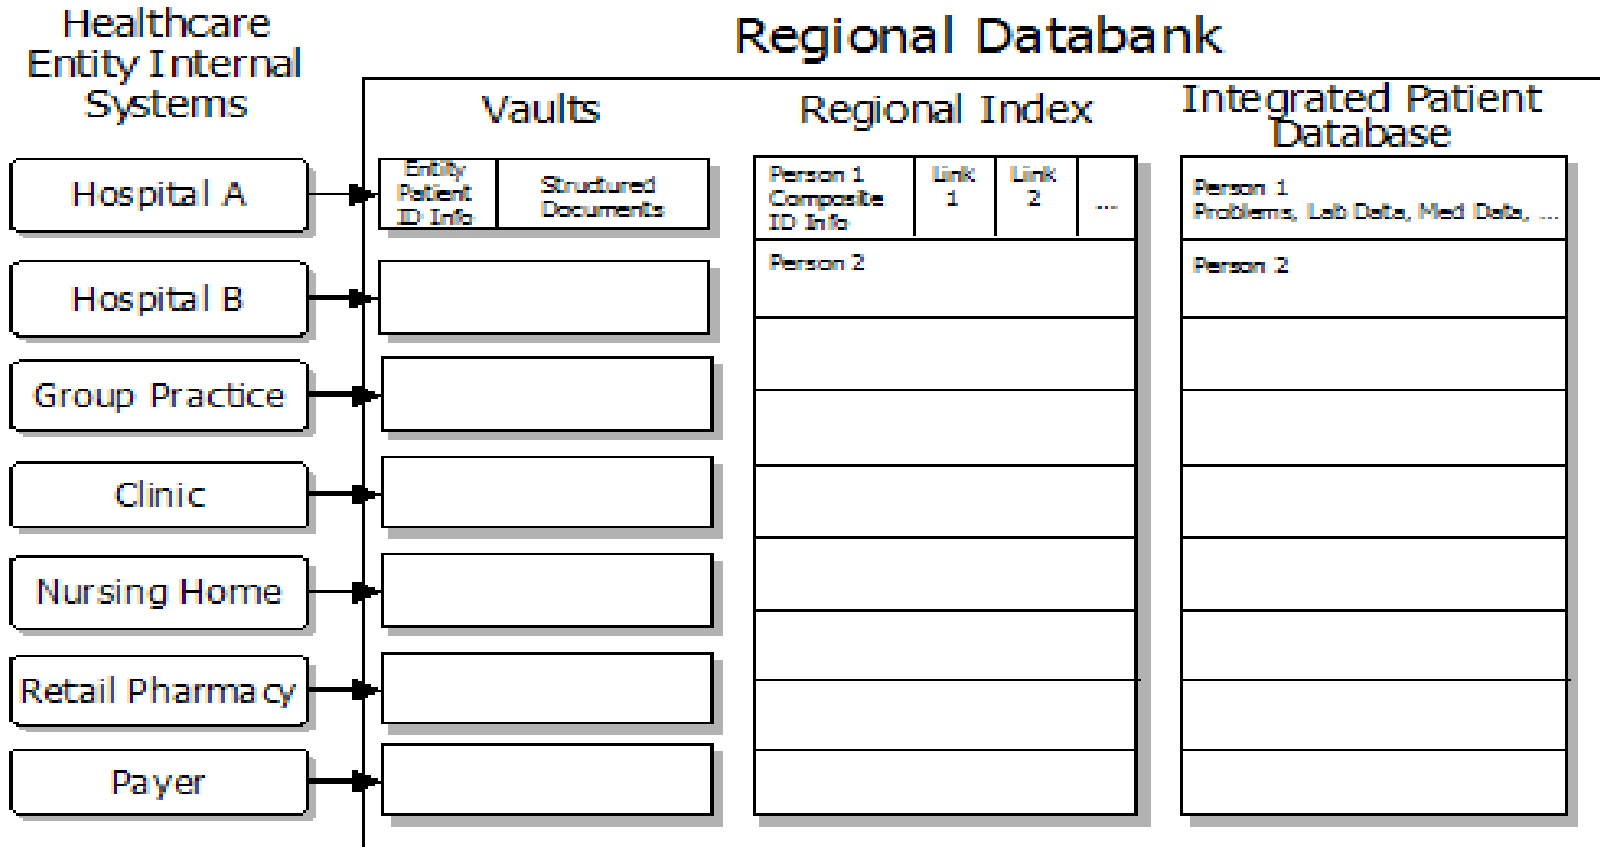 Healthcare
Entity Internal
Systems
Regional Databank
Vaults
Regional Index
Integrated Patient
Database
Hospital A
Entity
Patient
ID Info
Structured
Documents
Person 1
Composite
ID Info
Link
1
Link
2
...
Person 1
Problems, Lab Data, Med Data, ...
Hospital B
Person 2
Person 2
Group Practice
Clinic
Nursing Home
Retail Pharmacy
Payer